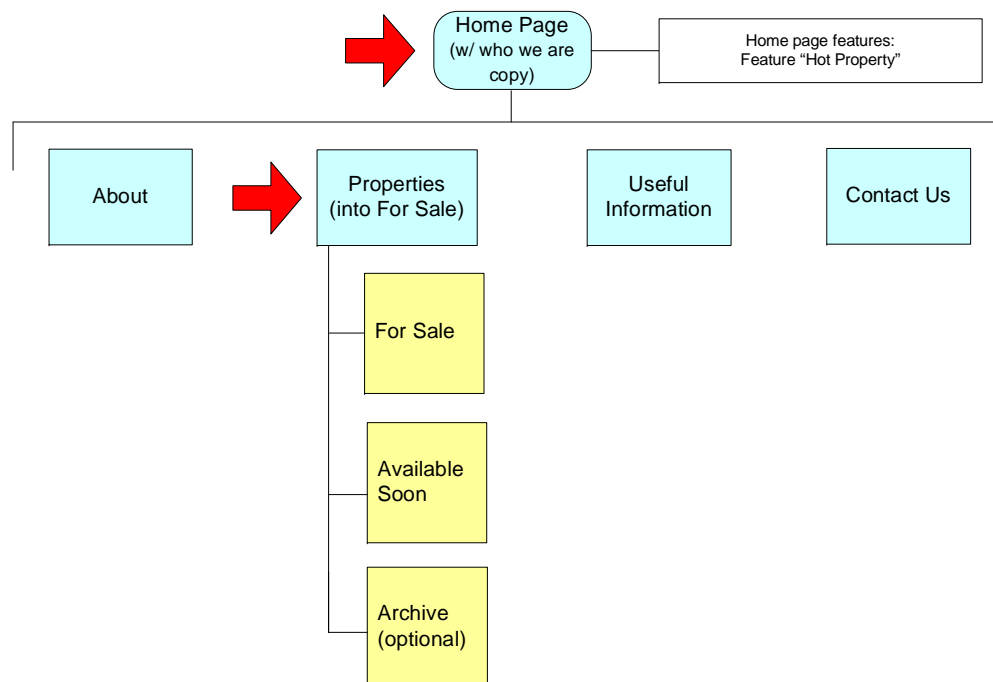 Home Page
(w/ who we are
copy)
Home page features:
Feature “Hot Property”
About
Properties
(into For Sale)
Useful
Information
Contact Us
For Sale
Available
Soon
Archive
(optional)